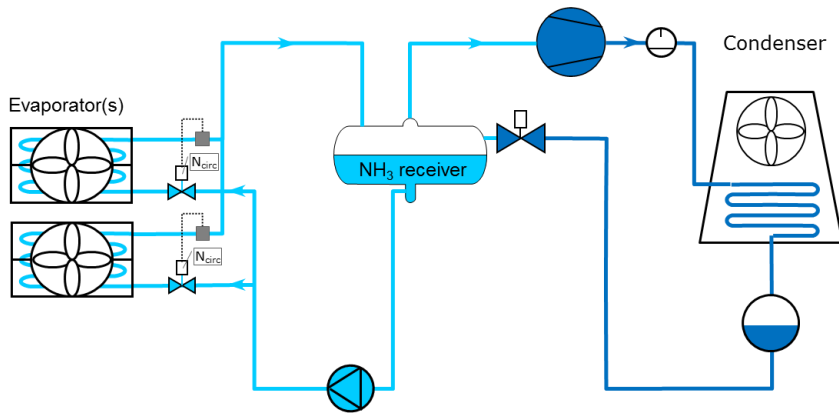 Condenser
Evaporator(s)
N_circ
NH₃ receiver
N_circ